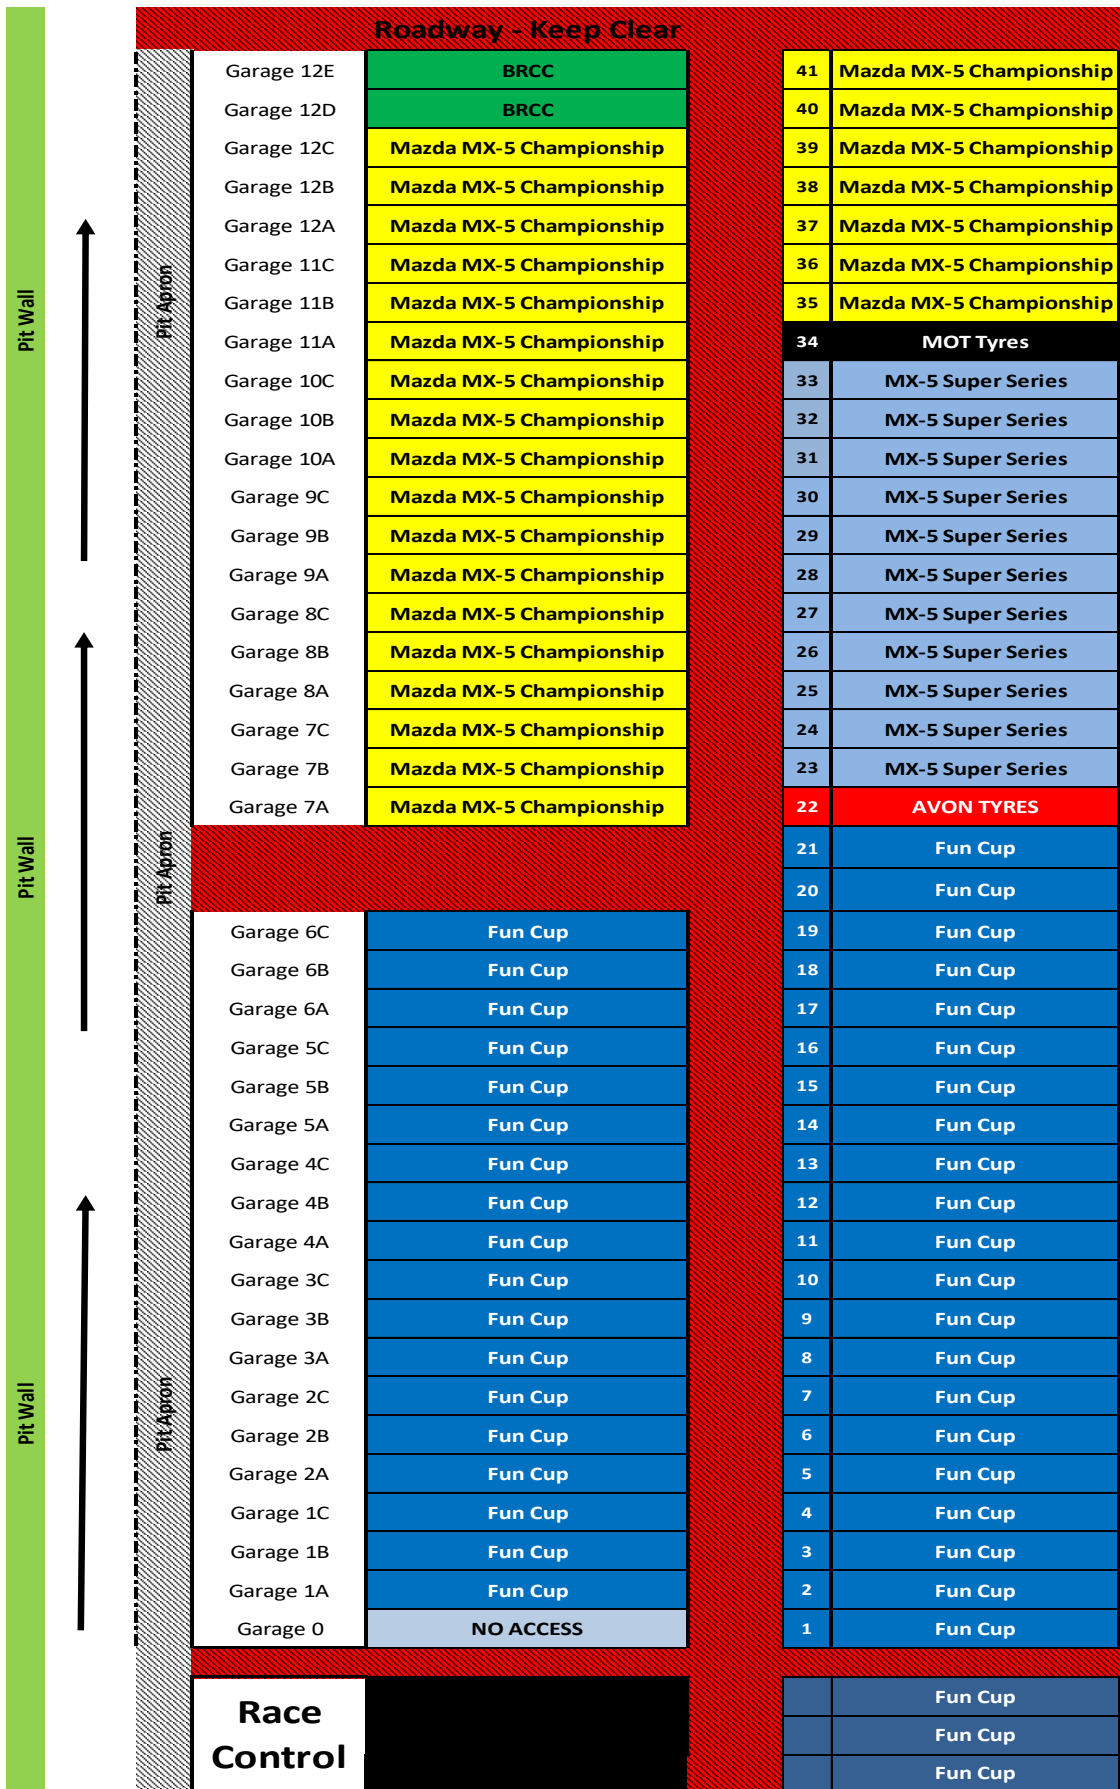 Roadway - Keep Clear
Garage 12E BRCC 41 Mazda MX-5 Championship
Garage 12D BRCC 40 Mazda MX-5 Championship
Garage 12C Mazda MX-5 Championship 39 Mazda MX-5 Championship
Garage 12B Mazda MX-5 Championship 38 Mazda MX-5 Championship
Garage 12A Mazda MX-5 Championship 37 Mazda MX-5 Championship
Garage 11C Mazda MX-5 Championship 36 Mazda MX-5 Championship
Pit Wall Pit Apron Garage 11B Mazda MX-5 Championship 35 Mazda MX-5 Championship
Garage 11A Mazda MX-5 Championship 34 MOT Tyres
Garage 10C Mazda MX-5 Championship 33 MX-5 Super Series
Garage 10B Mazda MX-5 Championship 32 MX-5 Super Series
Garage 10A Mazda MX-5 Championship 31 MX-5 Super Series
Garage 9C Mazda MX-5 Championship 30 MX-5 Super Series
Garage 9B Mazda MX-5 Championship 29 MX-5 Super Series
Garage 9A Mazda MX-5 Championship 28 MX-5 Super Series
Garage 8C Mazda MX-5 Championship 27 MX-5 Super Series
Garage 8B Mazda MX-5 Championship 26 MX-5 Super Series
Garage 8A Mazda MX-5 Championship 25 MX-5 Super Series
Garage 7C Mazda MX-5 Championship 24 MX-5 Super Series
Garage 7B Mazda MX-5 Championship 23 MX-5 Super Series
Garage 7A Mazda MX-5 Championship 22 AVON TYRES
Pit Wall Pit Apron 21 Fun Cup
20 Fun Cup
Garage 6C Fun Cup 19 Fun Cup
Garage 6B Fun Cup 18 Fun Cup
Garage 6A Fun Cup 17 Fun Cup
Garage 5C Fun Cup 16 Fun Cup
Garage 5B Fun Cup 15 Fun Cup
Garage 5A Fun Cup 14 Fun Cup
Garage 4C Fun Cup 13 Fun Cup
Garage 4B Fun Cup 12 Fun Cup
Garage 4A Fun Cup 11 Fun Cup
Garage 3C Fun Cup 10 Fun Cup
Garage 3B Fun Cup 9 Fun Cup
Garage 3A Fun Cup 8 Fun Cup
Pit Wall Pit Apron Garage 2C Fun Cup 7 Fun Cup
Garage 2B Fun Cup 6 Fun Cup
Garage 2A Fun Cup 5 Fun Cup
Garage 1C Fun Cup 4 Fun Cup
Garage 1B Fun Cup 3 Fun Cup
Garage 1A Fun Cup 2 Fun Cup
Garage 0 NO ACCESS 1 Fun Cup
Fun Cup
Race
Fun Cup
Control
Fun Cup